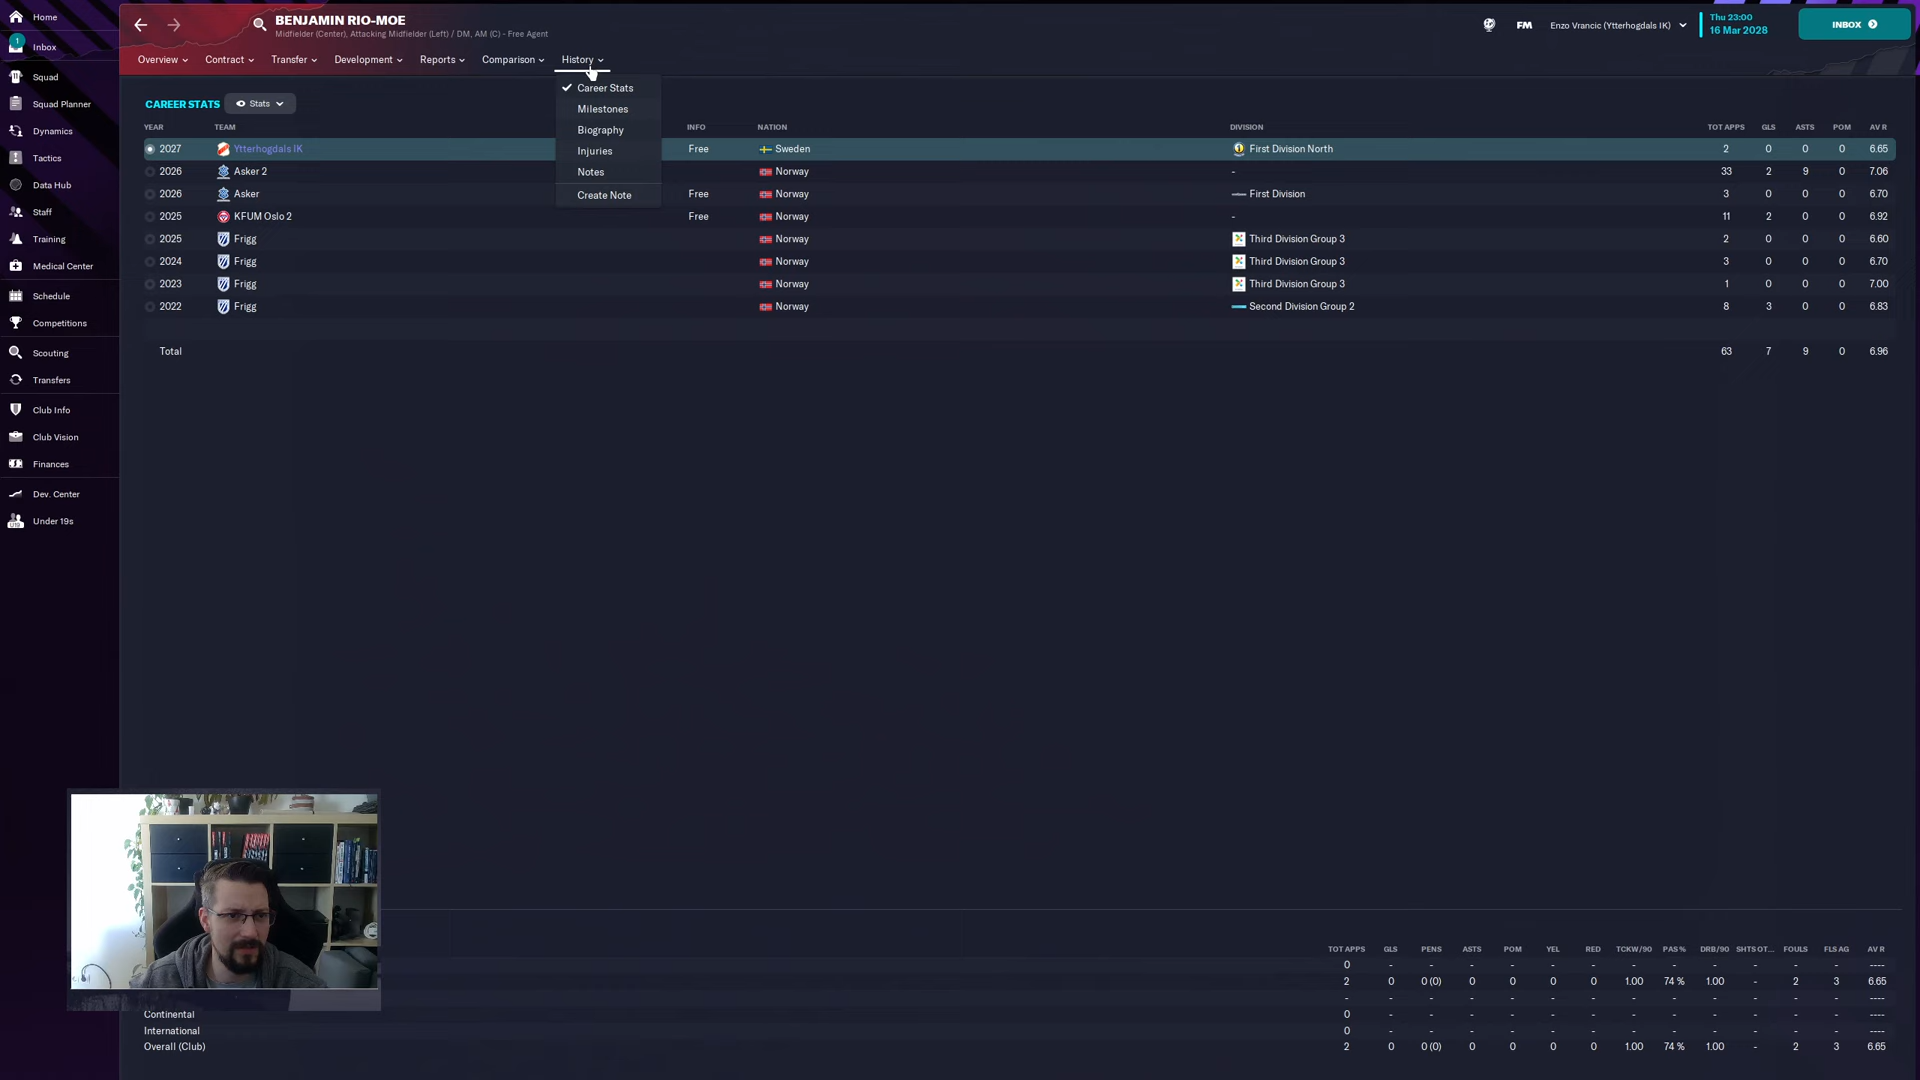 Home
1
Inbox
Squad
Squad Planner
Dynamics
Tactics
Data Hub
Staff
Training
Medical Center
Schedule
Competitions
Scouting
Transfers
Club Info
Club Vision
Finances
Dev. Center
Under 19s
BENJAMIN RIO-MOE
Midfielder (Center), Attacking Midfielder (Left) / DM, AM (C) - Free Agent
FM
Enzo Vrancic (Ytterhogdals IK)
Thu 23:00
16 Mar 2028
INBOX
Overview Contract Transfer Development Reports Comparison History
Career Stats
Milestones
Biography
Injuries
Notes
Create Note
CAREER STATS Stats
YEAR TEAM INFO NATION DIVISION TOT APPS GLS ASTS POM AV R
2027 Ytterhogdals IK Free Sweden First Division North 2 0 0 0 6.65
2026 Asker 2 Norway - 33 2 9 0 7.06
2026 Asker Free Norway First Division 3 0 0 0 6.70
2025 KFUM Oslo 2 Free Norway - 11 2 0 0 6.92
2025 Frigg Norway Third Division Group 3 2 0 0 0 6.60
2024 Frigg Norway Third Division Group 3 3 0 0 0 6.70
2023 Frigg Norway Third Division Group 3 1 0 0 0 7.00
2022 Frigg Norway Second Division Group 2 8 3 0 0 6.83
Total 63 7 9 0 6.96
TOT APPS GLS PENS ASTS POM YEL RED TCKW/90 PAS % DRB/90 SHTS OT... FOULS FLS AG AV R
0 - - - - - - - - - - - - ----
2 0 0 (0) 0 0 0 0 1.00 74 % 1.00 - 2 3 6.65
- - - - - - - - - - - - - ----
Continental 0 - - - - - - - - - - - - ----
International 0 - - - - - - - - - - - - ----
Overall (Club) 2 0 0 (0) 0 0 0 0 1.00 74 % 1.00 - 2 3 6.65